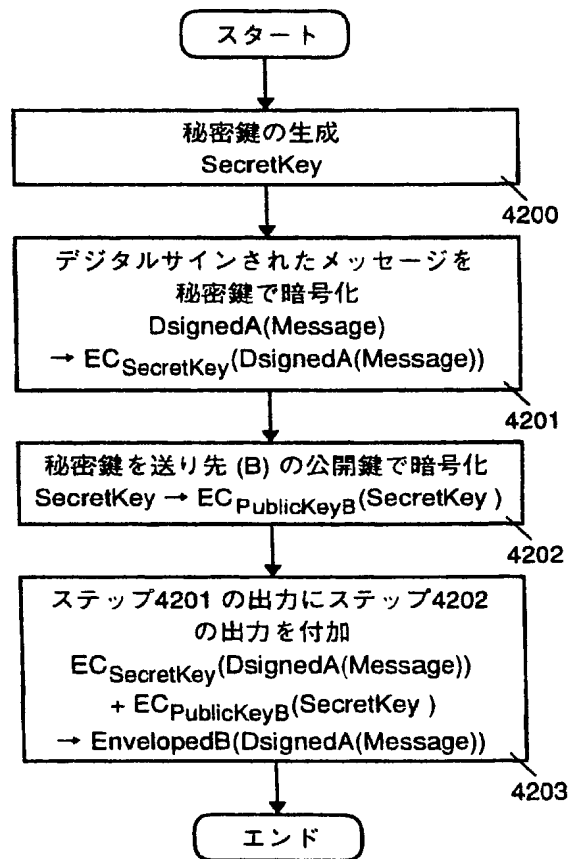 スタート
秘密鍵の生成
SecretKey
4200
デジタルサインされたメッセージを
秘密鍵で暗号化
DsignedA(Message)
→ ECSecretKey(DsignedA(Message))
4201
秘密鍵を送り先 (B) の公開鍵で暗号化
SecretKey → ECPublicKeyB(SecretKey )
4202
ステップ4201 の出力にステップ4202
の出力を付加
ECSecretKey(DsignedA(Message))
+ ECPublicKeyB(SecretKey )
→ EnvelopedB(DsignedA(Message))
4203
エンド